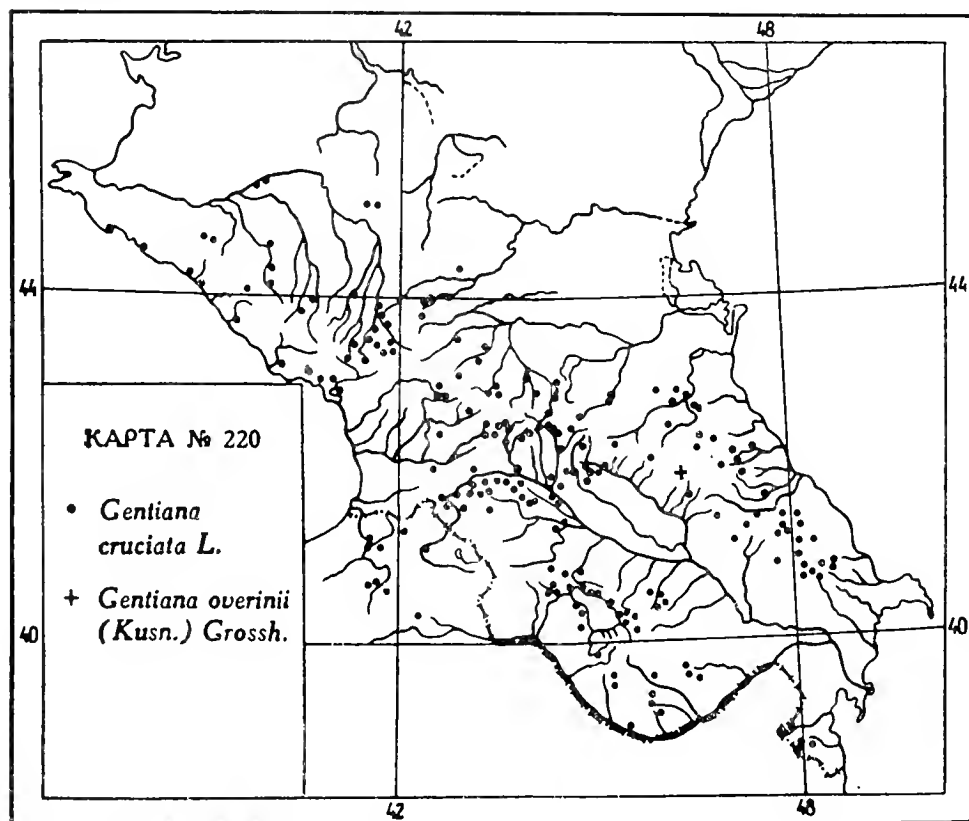 42 48
44 44
КАРТА № 220
• Gentiana
cruciata L.
+ Gentiana overinii
(Kusn.) Grossh.
40 40
42 48